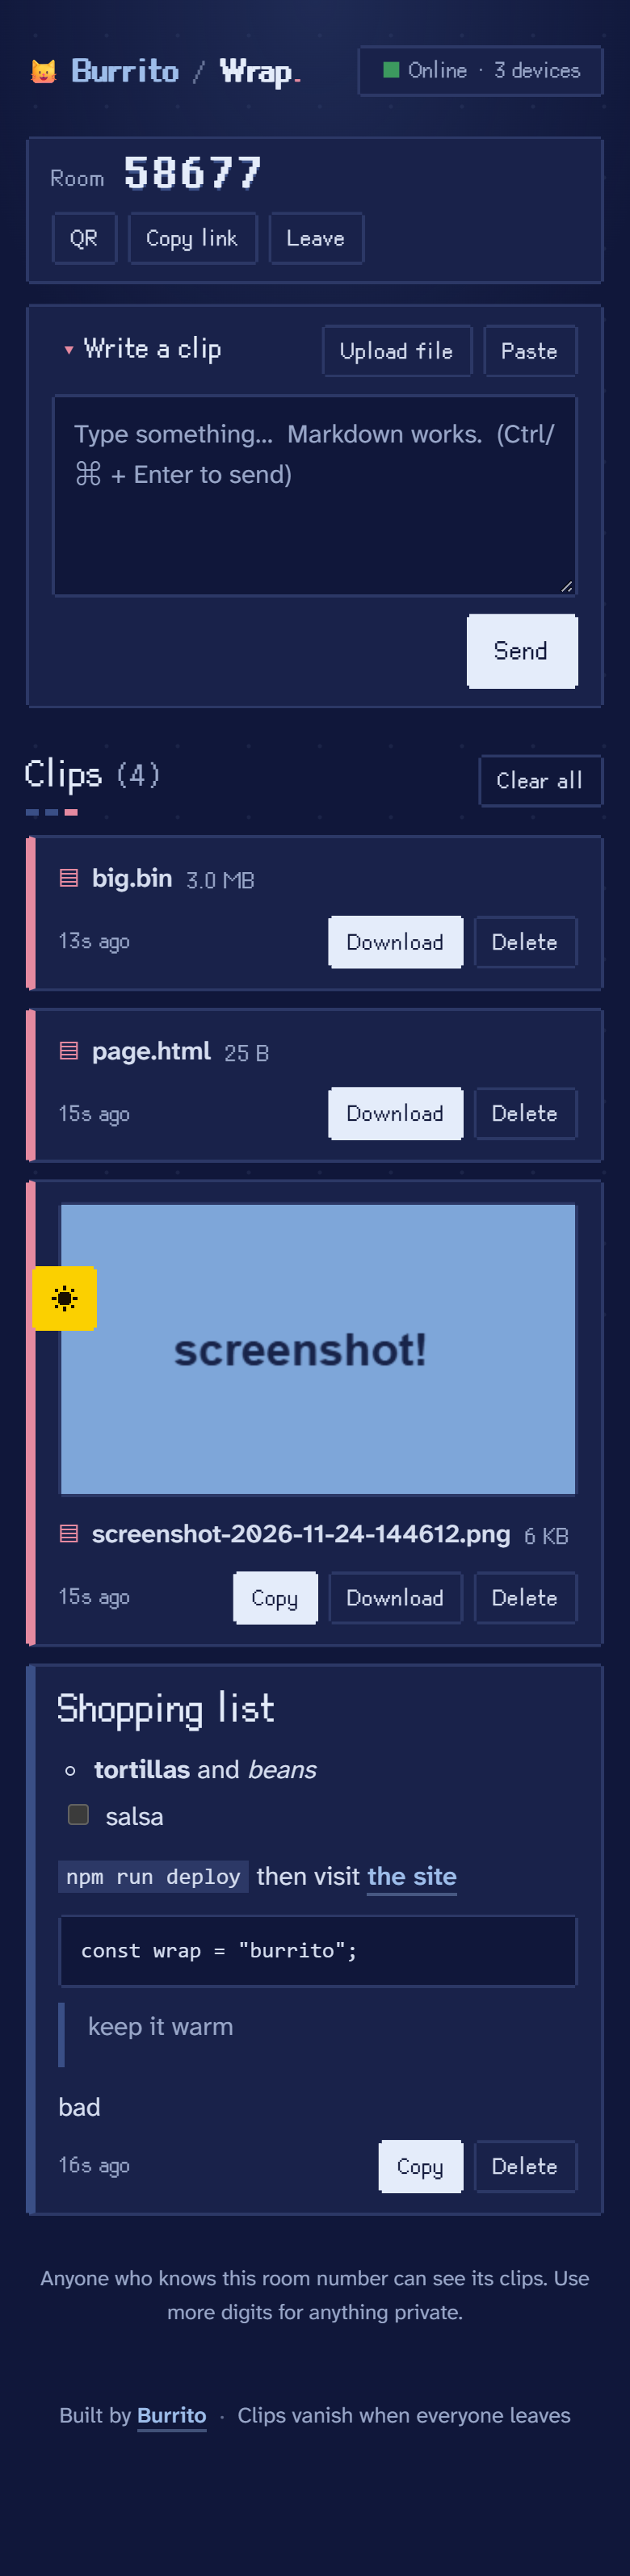 Burrito / Wrap.
Online · 3 devices
Room 58677
QR
Copy link
Leave
Write a clip
Upload file
Paste
Type something... Markdown works. (Ctrl/
⌘ + Enter to send)
Send
Clips (4)
Clear all
big.bin 3.0 MB
13s ago
Download
Delete
page.html 25 B
15s ago
Download
Delete
screenshot!
screenshot-2026-11-24-144612.png 6 KB
15s ago
Copy
Download
Delete
Shopping list
tortillas and beans
salsa
npm run deploy then visit the site
const wrap = "burrito";
keep it warm
bad
16s ago
Copy
Delete
Anyone who knows this room number can see its clips. Use
more digits for anything private.
Built by Burrito · Clips vanish when everyone leaves